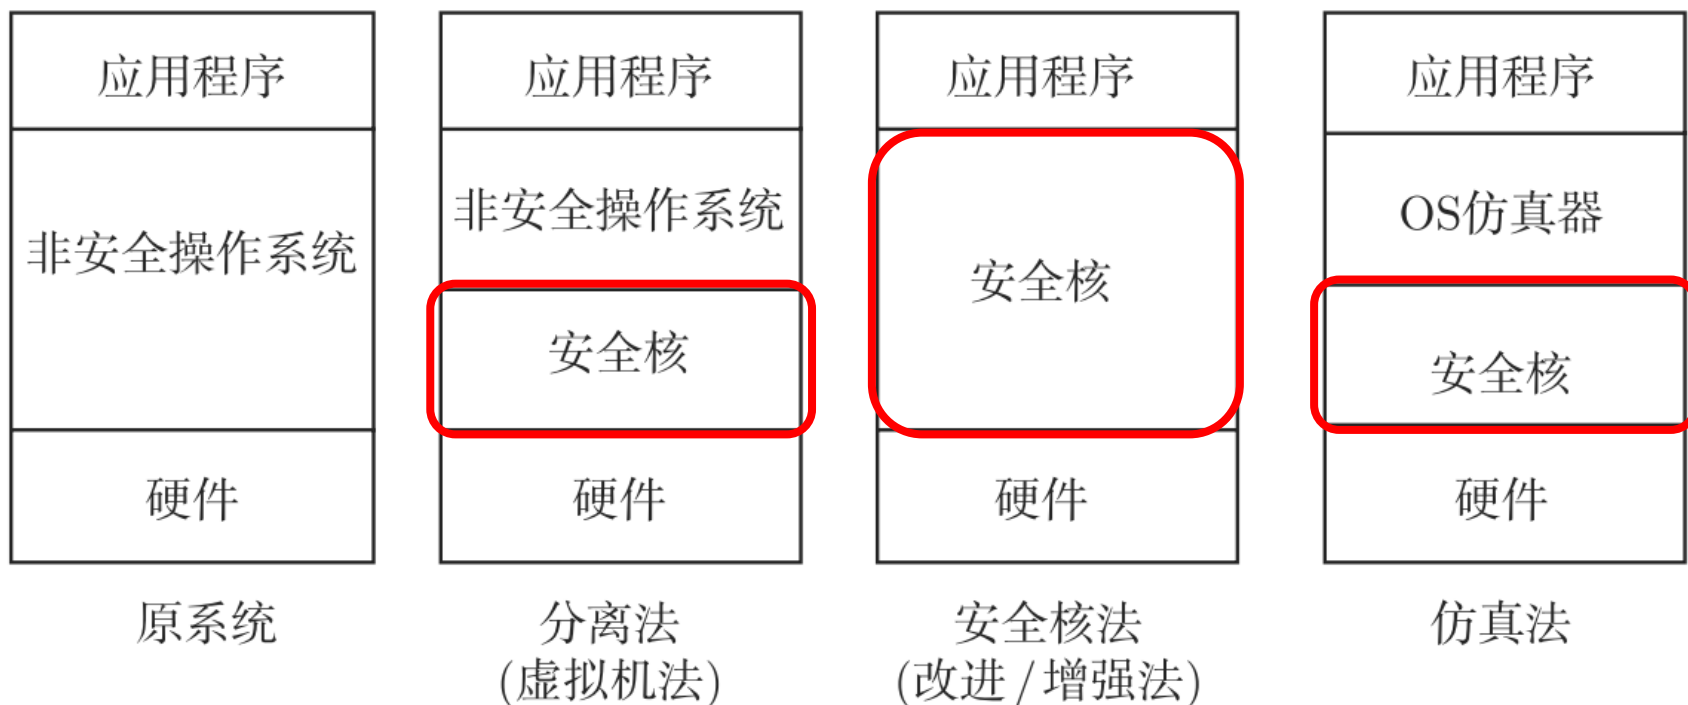 应用程序
非安全操作系统
硬件
原系统
应用程序
非安全操作系统
安全核
硬件
分离法
(虚拟机法)
应用程序
安全核
硬件
安全核法
(改进/增强法)
应用程序
OS仿真器
安全核
硬件
仿真法